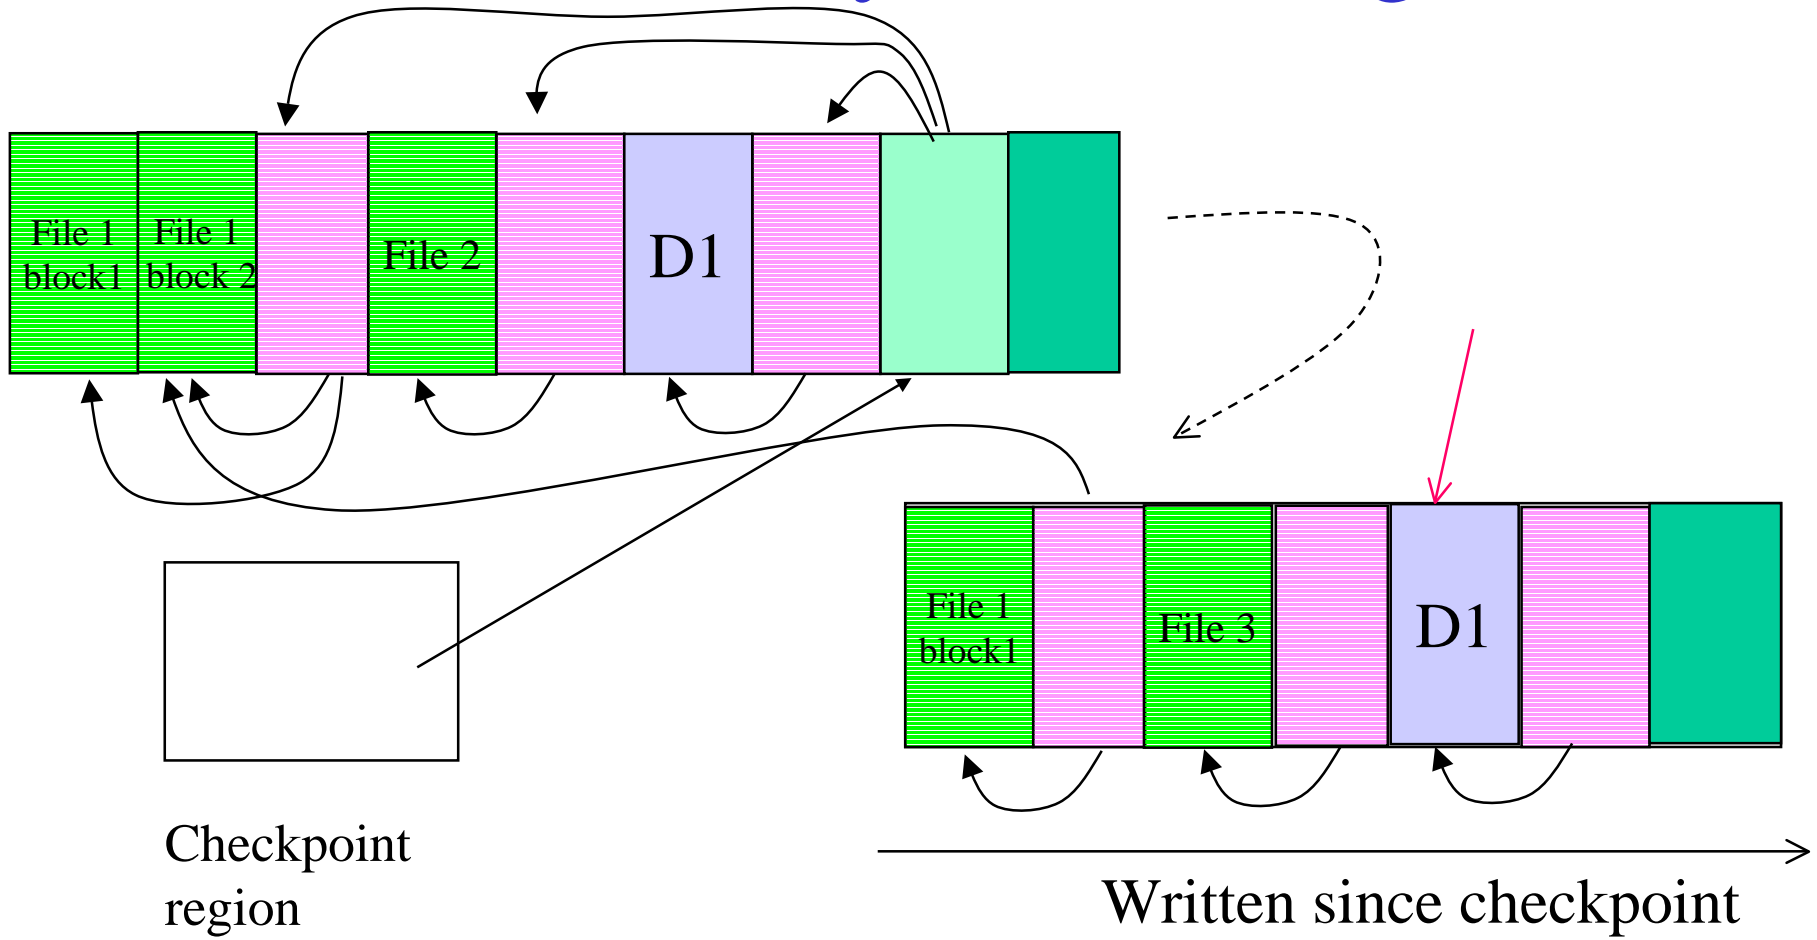 File 1
block1
File 1
block 2
File 2
D1
File 1
block1
File 3
D1
Checkpoint
region
Written since checkpoint